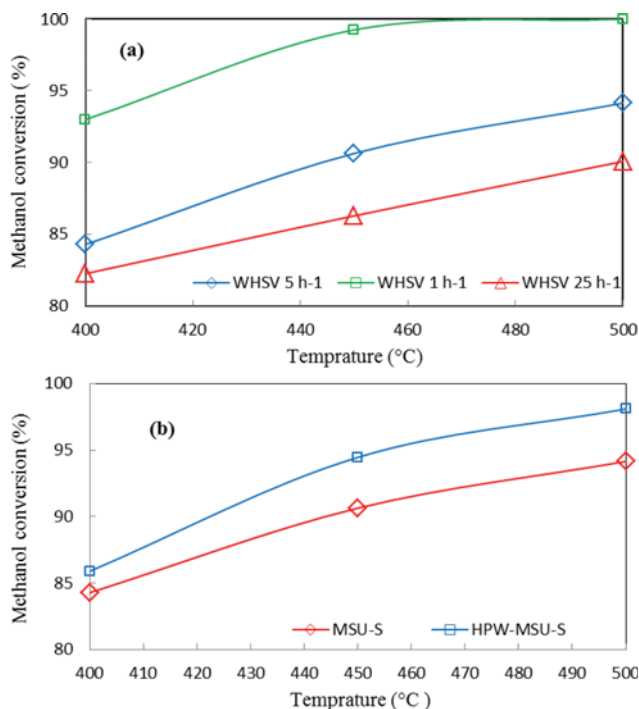 (a)
Methanol conversion ( %)
100
95
90
85
80
WHSV 5 h-1 WHSV 1 h-1 WHSV 25 h-1
400 420 440 460 480 500
Temprature (°C)
(b)
Methanol conversion (%)
100
95
90
85
80
MSU-S HPW-MSU-S
400 410 420 430 440 450 460 470 480 490 500
Temprature (°C )